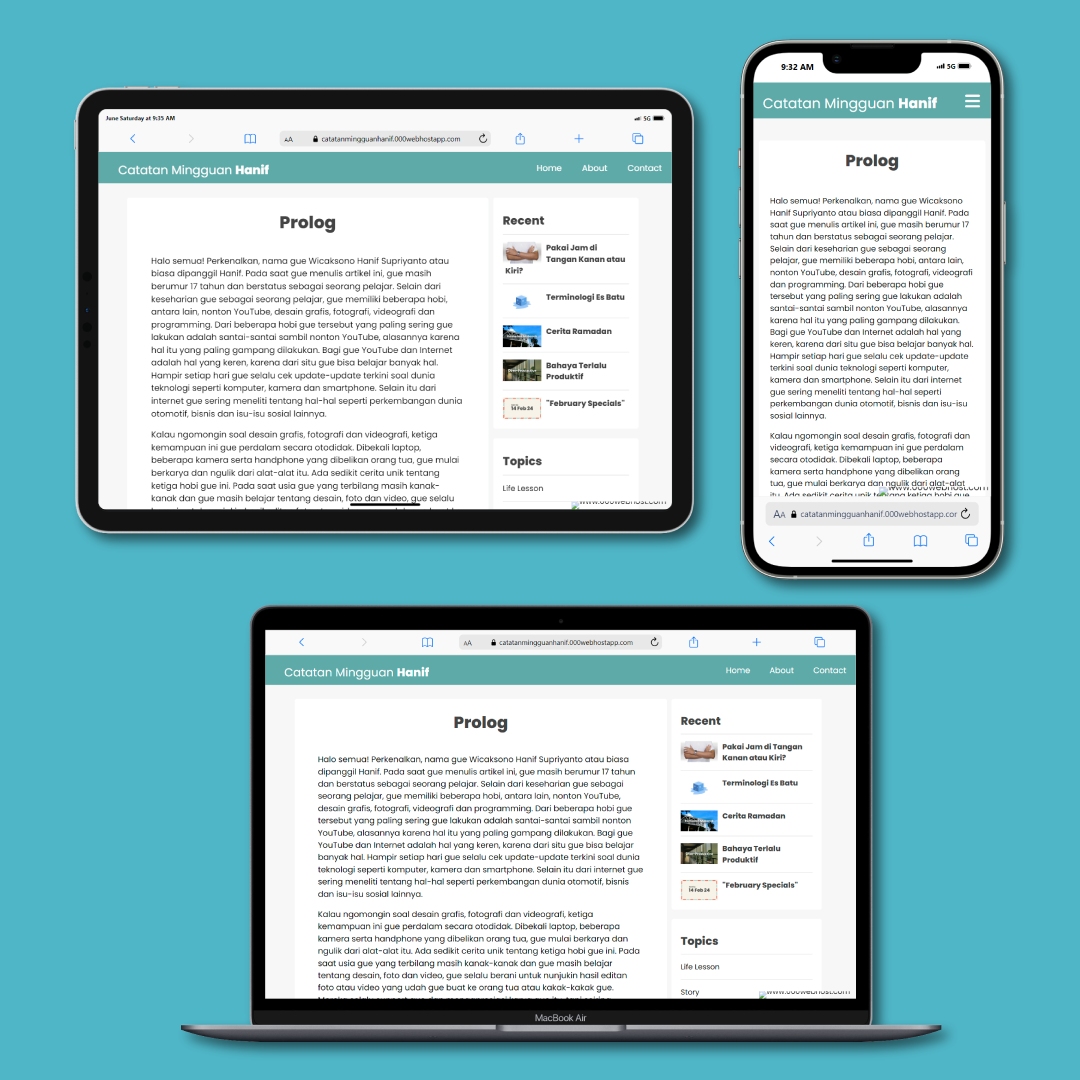 June Saturday at 9:35 AM
5G
AA
catatanmingguanhanif.000webhostapp.com
Catatan Mingguan Hanif
Home
About
Contact
Prolog
Halo semua! Perkenalkan, nama gue Wicaksono Hanif Supriyanto atau
biasa dipanggil Hanif. Pada saat gue menulis artikel ini, gue masih
berumur 17 tahun dan berstatus sebagai seorang pelajar. Selain dari
keseharian gue sebagai seorang pelajar, gue memiliki beberapa hobi,
antara lain, nonton YouTube, desain grafis, fotografi, videografi dan
programming. Dari beberapa hobi gue tersebut yang paling sering gue
lakukan adalah santai-santai sambil nonton YouTube, alasannya karena
hal itu yang paling gampang dilakukan. Bagi gue YouTube dan Internet
adalah hal yang keren, karena dari situ gue bisa belajar banyak hal.
Hampir setiap hari gue selalu cek update-update terkini soal dunia
teknologi seperti komputer, kamera dan smartphone. Selain itu dari
internet gue sering meneliti tentang hal-hal seperti perkembangan dunia
otomotif, bisnis dan isu-isu sosial lainnya.
Kalau ngomongin soal desain grafis, fotografi dan videografi, ketiga
kemampuan ini gue perdalam secara otodidak. Dibekali laptop,
beberapa kamera serta handphone yang dibelikan orang tua, gue mulai
berkarya dan ngulik dari alat-alat itu. Ada sedikit cerita unik tentang
ketiga hobi gue ini. Pada saat usia gue yang terbilang masih kanak-
kanak dan gue masih belajar tentang desain, foto dan video, gue selalu
Recent
Pakai Jam di
Tangan Kanan atau
Kiri?
Terminologi Es Batu
Cerita Ramadan
Bahaya Terlalu
Produktif
14 Feb 24
"February Specials"
Topics
Life Lesson
www.000webhost.com
9:32 AM
5G
Catatan Mingguan Hanif
Prolog
Halo semua! Perkenalkan, nama gue Wicaksono
Hanif Supriyanto atau biasa dipanggil Hanif. Pada
saat gue menulis artikel ini, gue masih berumur 17
tahun dan berstatus sebagai seorang pelajar.
Selain dari keseharian gue sebagai seorang
pelajar, gue memiliki beberapa hobi, antara lain,
nonton YouTube, desain grafis, fotografi, videografi
dan programming. Dari beberapa hobi gue
tersebut yang paling sering gue lakukan adalah
santai-santai sambil nonton YouTube, alasannya
karena hal itu yang paling gampang dilakukan.
Bagi gue YouTube dan Internet adalah hal yang
keren, karena dari situ gue bisa belajar banyak hal.
Hampir setiap hari gue selalu cek update-update
terkini soal dunia teknologi seperti komputer,
kamera dan smartphone. Selain itu dari internet
gue sering meneliti tentang hal-hal seperti
perkembangan dunia otomotif, bisnis dan isu-isu
sosial lainnya.
Kalau ngomongin soal desain grafis, fotografi dan
videografi, ketiga kemampuan ini gue perdalam
secara otodidak. Dibekali laptop, beberapa
kamera serta handphone yang dibelikan orang
tua, gue mulai berkarya dan ngulik dari alat-alat
itu. Ada sedikit cerita unik tentang ketiga hobi gue
www.000webhost.com
AA
catatanmingguanhanif.000webhostapp.cor
AA
catatanmingguanhanif.000webhostapp.com
Catatan Mingguan Hanif
Home
About
Contact
Prolog
Halo semua! Perkenalkan, nama gue Wicaksono Hanif Supriyanto atau biasa
dipanggil Hanif. Pada saat gue menulis artikel ini, gue masih berumur 17 tahun
dan berstatus sebagai seorang pelajar. Selain dari keseharian gue sebagai
seorang pelajar, gue memiliki beberapa hobi, antara lain, nonton YouTube,
desain grafis, fotografi, videografi dan programming. Dari beberapa hobi gue
tersebut yang paling sering gue lakukan adalah santai-santai sambil nonton
YouTube, alasannya karena hal itu yang paling gampang dilakukan. Bagi gue
YouTube dan Internet adalah hal yang keren, karena dari situ gue bisa belajar
banyak hal. Hampir setiap hari gue selalu cek update-update terkini soal dunia
teknologi seperti komputer, kamera dan smartphone. Selain itu dari internet gue
sering meneliti tentang hal-hal seperti perkembangan dunia otomotif, bisnis
dan isu-isu sosial lainnya.
Kalau ngomongin soal desain grafis, fotografi dan videografi, ketiga
kemampuan ini gue perdalam secara otodidak. Dibekali laptop, beberapa
kamera serta handphone yang dibelikan orang tua, gue mulai berkarya dan
ngulik dari alat-alat itu. Ada sedikit cerita unik tentang ketiga hobi gue ini. Pada
saat usia gue yang terbilang masih kanak-kanak dan gue masih belajar
tentang desain, foto dan video, gue selalu berani untuk nunjukin hasil editan
foto atau video yang udah gue buat ke orang tua atau kakak-kakak gue.
Recent
Pakai Jam di Tangan
Kanan atau Kiri?
Terminologi Es Batu
Cerita Ramadan
Bahaya Terlalu
Produktif
14 Feb 24
"February Specials"
Topics
Life Lesson
Story
www.000webhost.com
MacBook Air